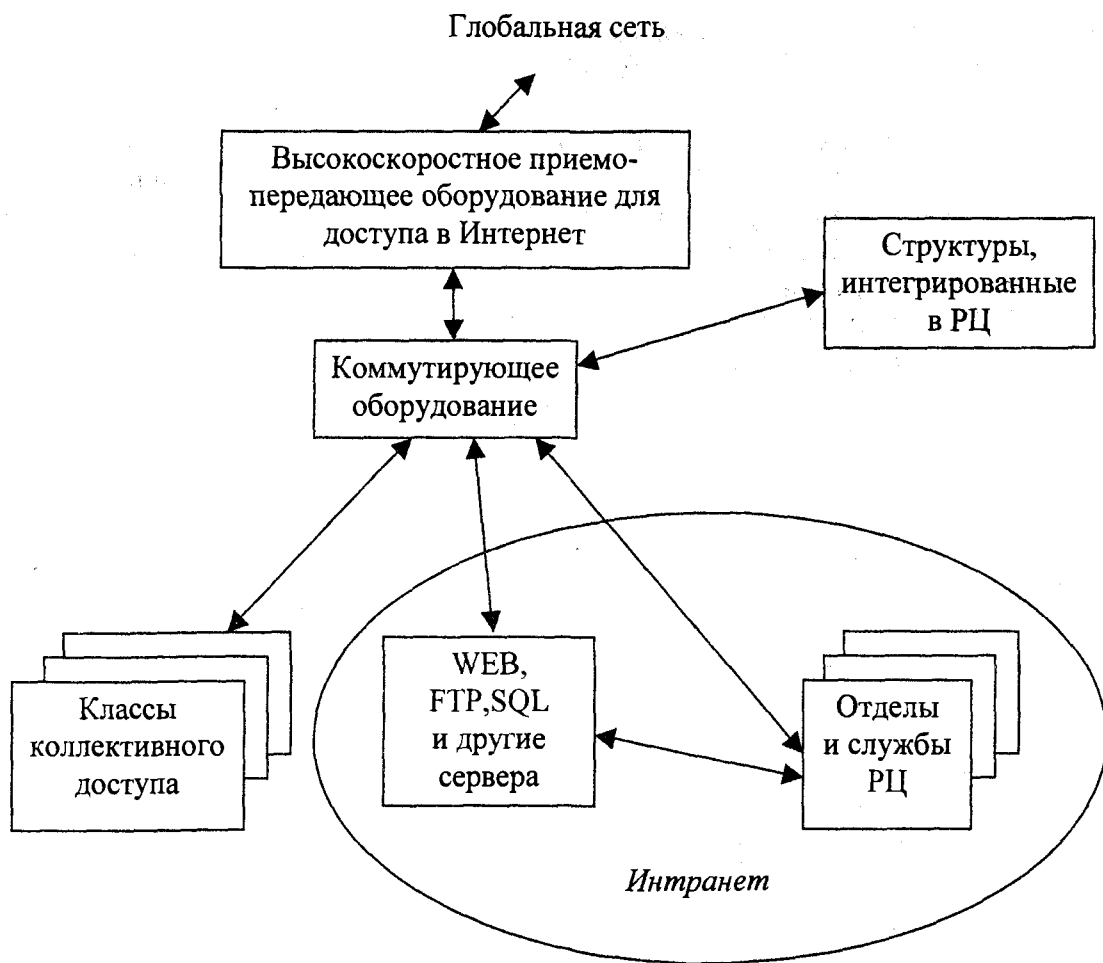 Глобальная сеть
Высокоскоростное приемо-
передающее оборудование для
доступа в Интернет
Структуры,
интегрированные
в РЦ
Коммутирующее
оборудование
Классы
коллективного
доступа
WEB,
FTP,SQL
и другие
сервера
Отделы
и службы
РЦ
Интранет